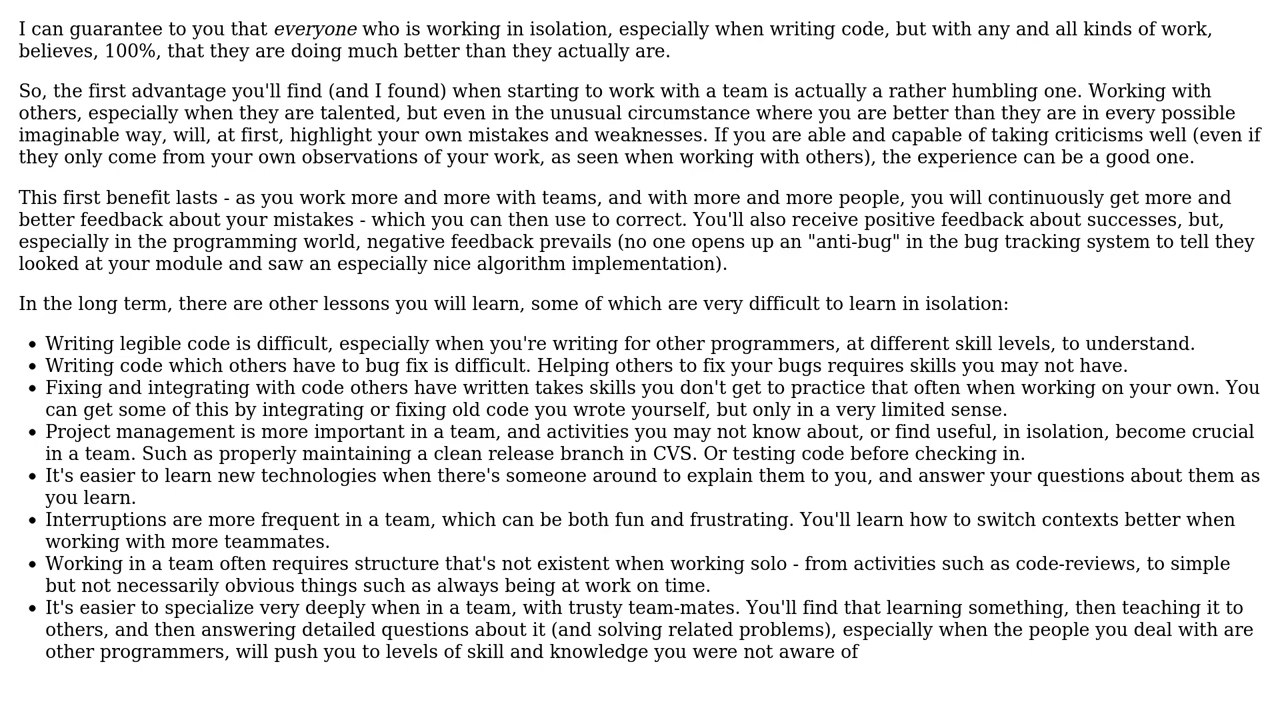 I can guarantee to you that everyone who is working in isolation, especially when writing code, but with any and all kinds of work,
believes, 100%, that they are doing much better than they actually are.
So, the first advantage you'll find (and I found) when starting to work with a team is actually a rather humbling one. Working with
others, especially when they are talented, but even in the unusual circumstance where you are better than they are in every possible
imaginable way, will, at first, highlight your own mistakes and weaknesses. If you are able and capable of taking criticisms well (even if
they only come from your own observations of your work, as seen when working with others), the experience can be a good one.
This first benefit lasts - as you work more and more with teams, and with more and more people, you will continuously get more and
better feedback about your mistakes - which you can then use to correct. You'll also receive positive feedback about successes, but,
especially in the programming world, negative feedback prevails (no one opens up an "anti-bug" in the bug tracking system to tell they
looked at your module and saw an especially nice algorithm implementation).
In the long term, there are other lessons you will learn, some of which are very difficult to learn in isolation:
• Writing legible code is difficult, especially when you're writing for other programmers, at different skill levels, to understand.
• Writing code which others have to bug fix is difficult. Helping others to fix your bugs requires skills you may not have.
• Fixing and integrating with code others have written takes skills you don't get to practice that often when working on your own. You
can get some of this by integrating or fixing old code you wrote yourself, but only in a very limited sense.
• Project management is more important in a team, and activities you may not know about, or find useful, in isolation, become crucial
in a team. Such as properly maintaining a clean release branch in CVS. Or testing code before checking in.
• It's easier to learn new technologies when there's someone around to explain them to you, and answer your questions about them as
you learn.
• Interruptions are more frequent in a team, which can be both fun and frustrating. You'll learn how to switch contexts better when
working with more teammates.
• Working in a team often requires structure that's not existent when working solo - from activities such as code-reviews, to simple
but not necessarily obvious things such as always being at work on time.
• It's easier to specialize very deeply when in a team, with trusty team-mates. You'll find that learning something, then teaching it to
others, and then answering detailed questions about it (and solving related problems), especially when the people you deal with are
other programmers, will push you to levels of skill and knowledge you were not aware of